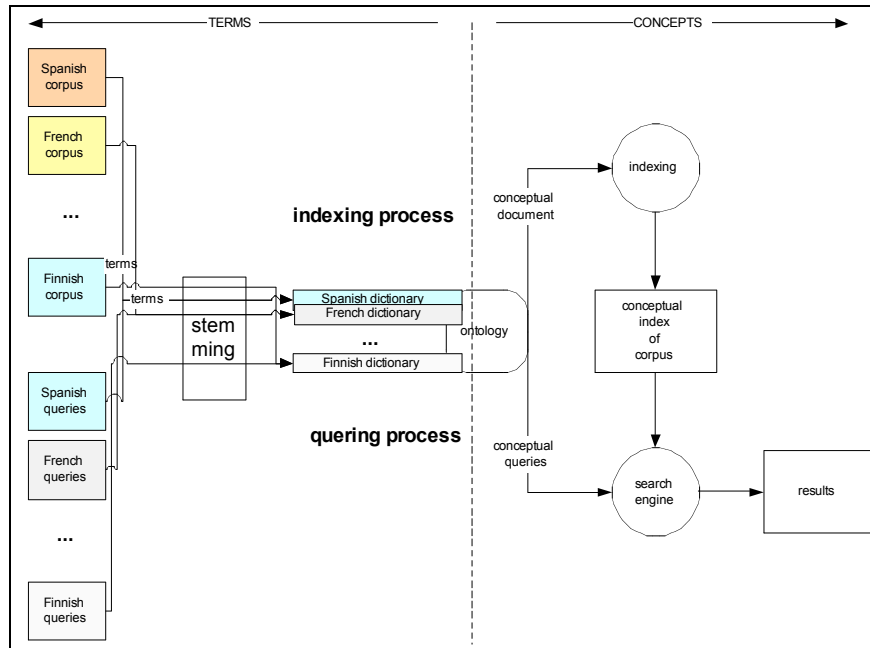 TERMS
CONCEPTS
Spanish
corpus
French
corpus
...
Finnish
corpus
terms
terms
stem
ming
indexing process
Spanish dictionary
French dictionary
...
Finnish dictionary
ontology
quering process
Spanish
queries
French
queries
...
Finnish
queries
conceptual
document
conceptual
queries
indexing
conceptual
index
of
corpus
search
engine
results